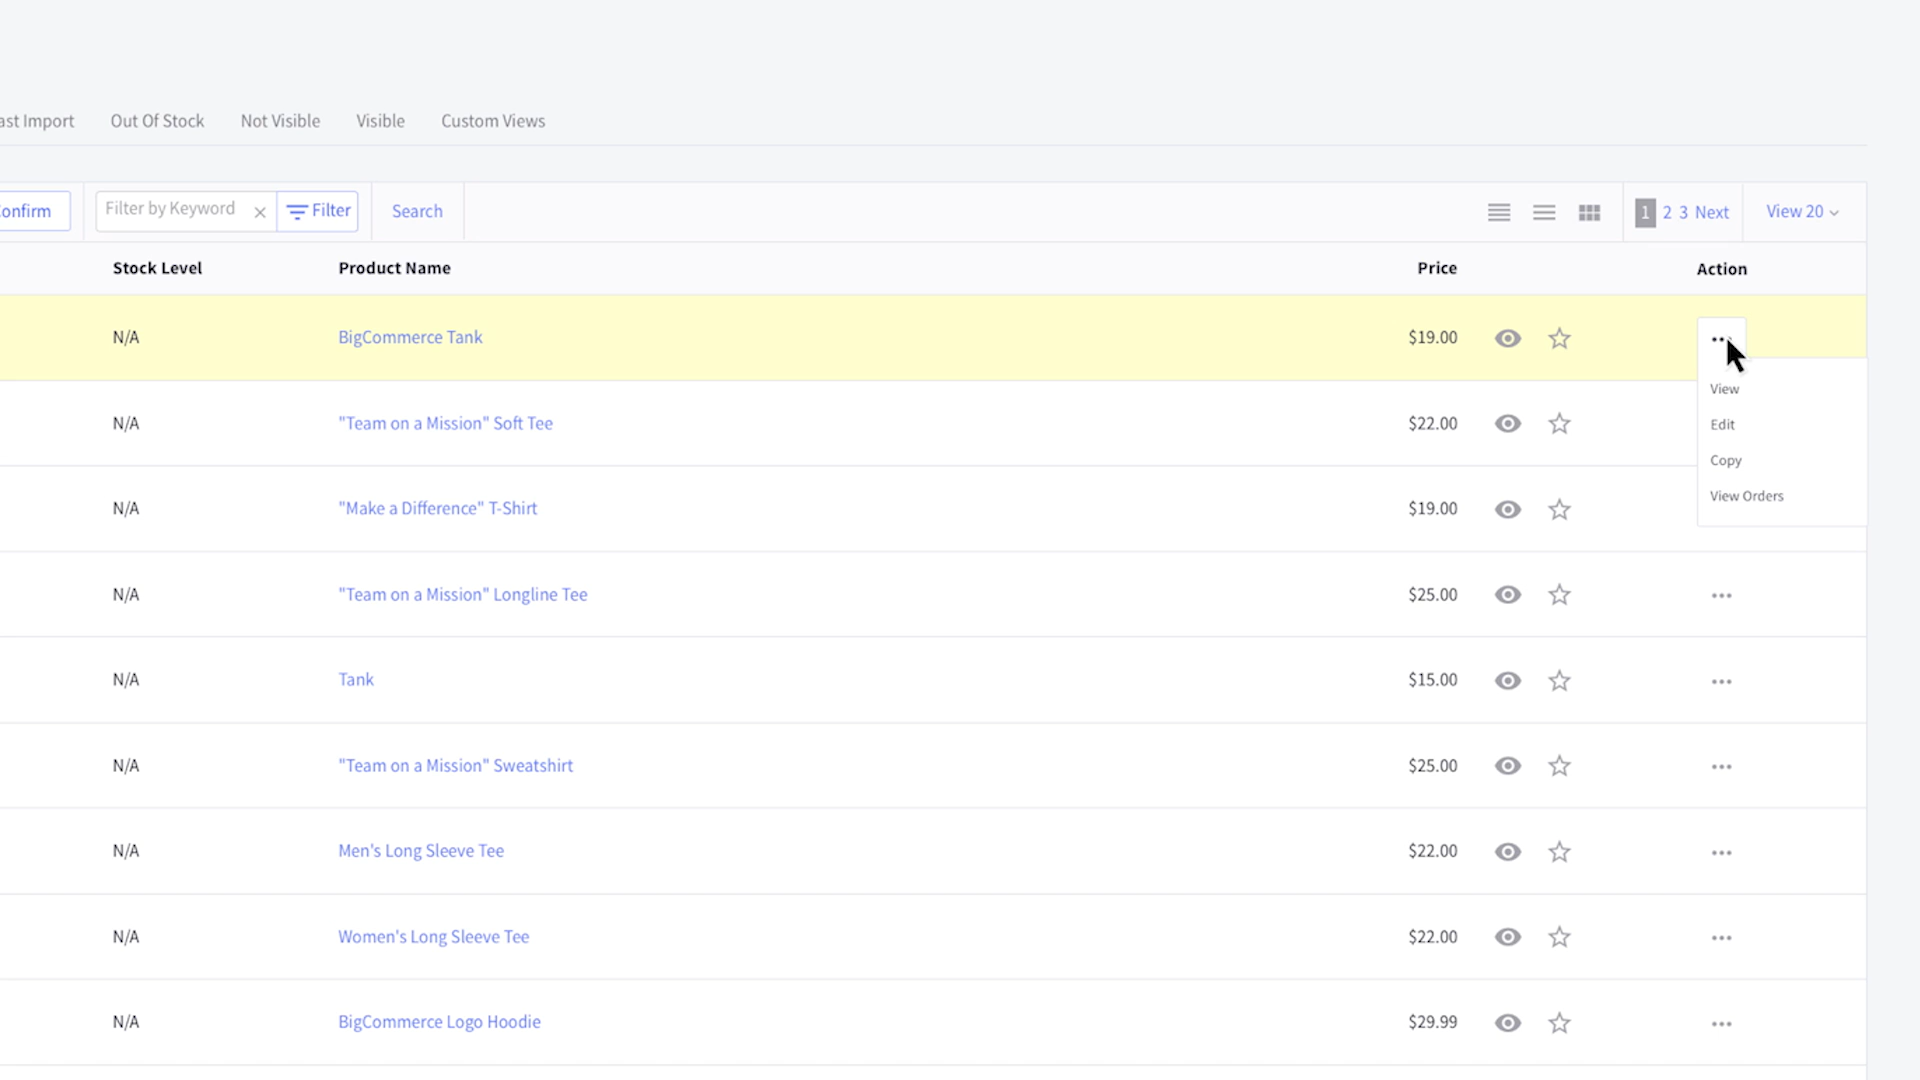 ast Import Out Of Stock Not Visible Visible Custom Views
onfirm Filter by Keyword × Filter Search 1 2 3 Next View 20
Stock Level Product Name Price Action
N/A BigCommerce Tank $19.00 ...
View
Edit
Copy
View Orders
N/A "Team on a Mission" Soft Tee $22.00
N/A "Make a Difference" T-Shirt $19.00
N/A "Team on a Mission" Longline Tee $25.00 ...
N/A Tank $15.00 ...
N/A "Team on a Mission" Sweatshirt $25.00 ...
N/A Men's Long Sleeve Tee $22.00 ...
N/A Women's Long Sleeve Tee $22.00 ...
N/A BigCommerce Logo Hoodie $29.99 ...